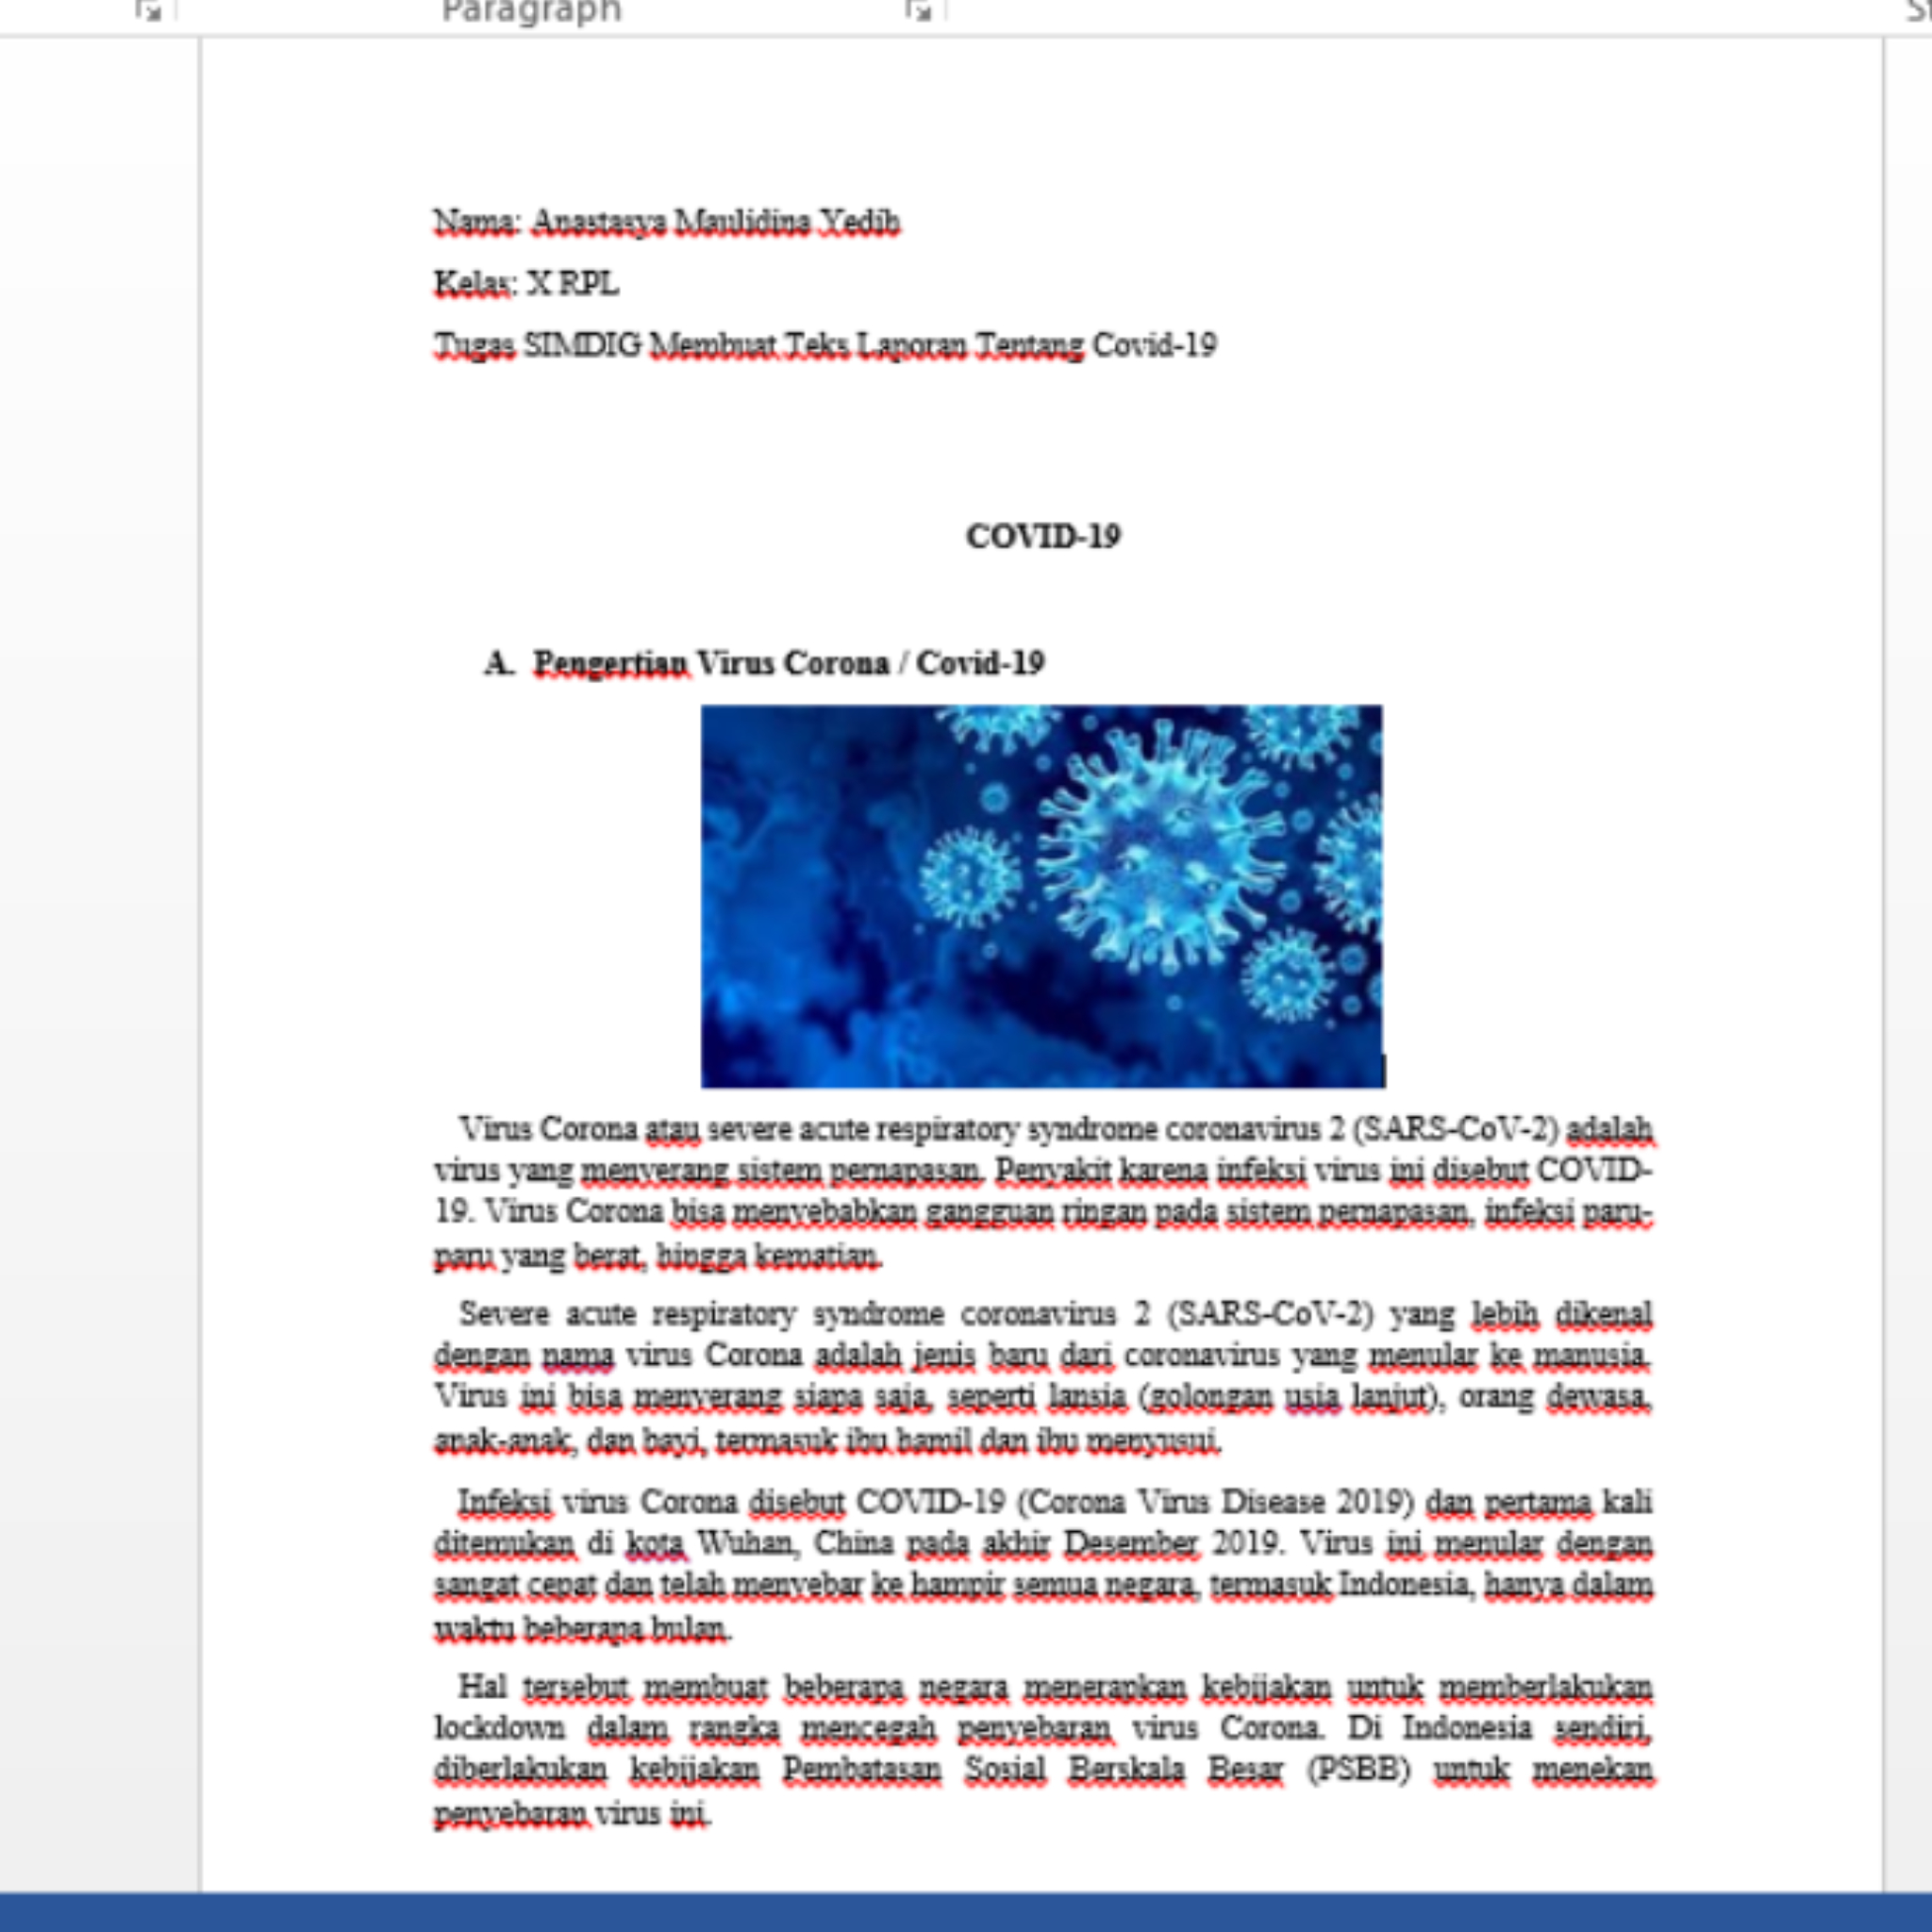 Paragraph
Nama: Anastasya Maulidina Yedib
Kelas: X RPL
Tugas SIMDIG Membuat Teks Laporan Tentang Covid-19
COVID-19
A. Pengertian Virus Corona / Covid-19
Virus Corona atau severe acute respiratory syndrome coronavirus 2 (SARS-CoV-2) adalah
virus yang menyerang sistem pernapasan. Penyakit karena infeksi virus ini disebut COVID-
19. Virus Corona bisa menyebabkan gangguan ringan pada sistem pernapasan, infeksi paru-
paru yang berat, hingga kematian.
Severe acute respiratory syndrome coronavirus 2 (SARS-CoV-2) yang lebih dikenal
dengan nama virus Corona adalah jenis baru dari coronavirus yang menular ke manusia.
Virus ini bisa menyerang siapa saja, seperti lansia (golongan usia lanjut), orang dewasa,
anak-anak, dan bayi, termasuk ibu hamil dan ibu menyusui.
Infeksi virus Corona disebut COVID-19 (Corona Virus Disease 2019) dan pertama kali
ditemukan di kota Wuhan, China pada akhir Desember 2019. Virus ini menular dengan
sangat cepat dan telah menyebar ke hampir semua negara, termasuk Indonesia, hanya dalam
waktu beberapa bulan.
Hal tersebut membuat beberapa negara menerapkan kebijakan untuk memberlakukan
lockdown dalam rangka mencegah penyebaran virus Corona. Di Indonesia sendiri,
diberlakukan kebijakan Pembatasan Sosial Berskala Besar (PSBB) untuk menekan
penyebaran virus ini.